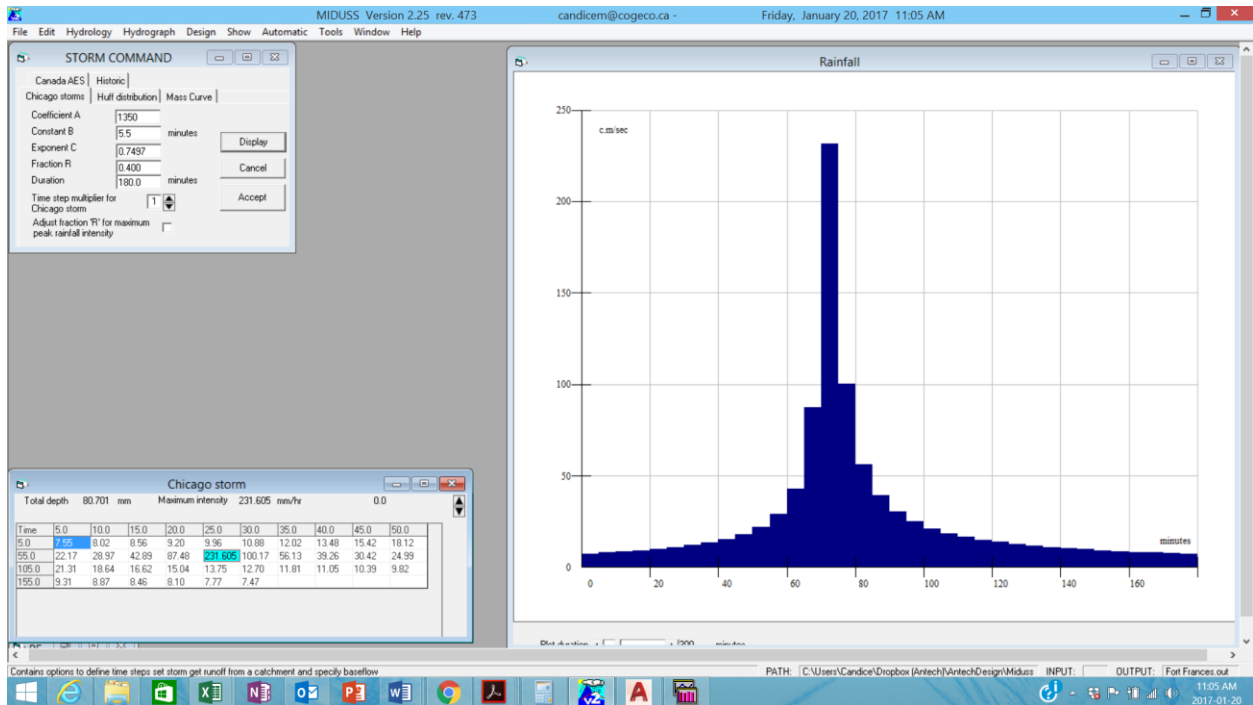 MIDUSS Version 2.25 rev. 473 candicem@cogeco.ca - Friday, January 20, 2017 11:05 AM
File Edit Hydrology Hydrograph Design Show Automatic Tools Window Help
STORM COMMAND
Canada AES Historic
Chicago storms Huff distribution Mass Curve
Coefficient A 1350
Constant B 5.5 minutes
Display
Exponent C 0.7497
Fraction R 0.400
Cancel
Duration 180.0 minutes
Time step multiplier for
Chicago storm 1
Accept
Adjust fraction 'R' for maximum
peak rainfall intensity
Rainfall
250
c.m/sec
200
150
100
50
0
minutes
0 20 40 60 80 100 120 140 160
Plot duration 200 minutes
Chicago storm
Total depth 80.701 mm Maximum intensity 231.605 mm/hr 0.0
Time 5.0 10.0 15.0 20.0 25.0 30.0 35.0 40.0 45.0 50.0
5.0 7.55 8.02 8.56 9.20 9.96 10.88 12.02 13.48 15.42 18.12
55.0 22.17 28.97 42.89 87.48 231.605 100.17 56.13 39.26 30.42 24.99
105.0 21.31 18.64 16.62 15.04 13.75 12.70 11.81 11.05 10.39 9.82
155.0 9.31 8.87 8.46 8.10 7.77 7.47
Contains options to define time steps set storm get runoff from a catchment and specify baseflow
PATH: C:\Users\Candice\Dropbox (Antech)\AntechDesign\Miduss INPUT: OUTPUT: Fort Frances.out
11:05 AM
2017-01-20